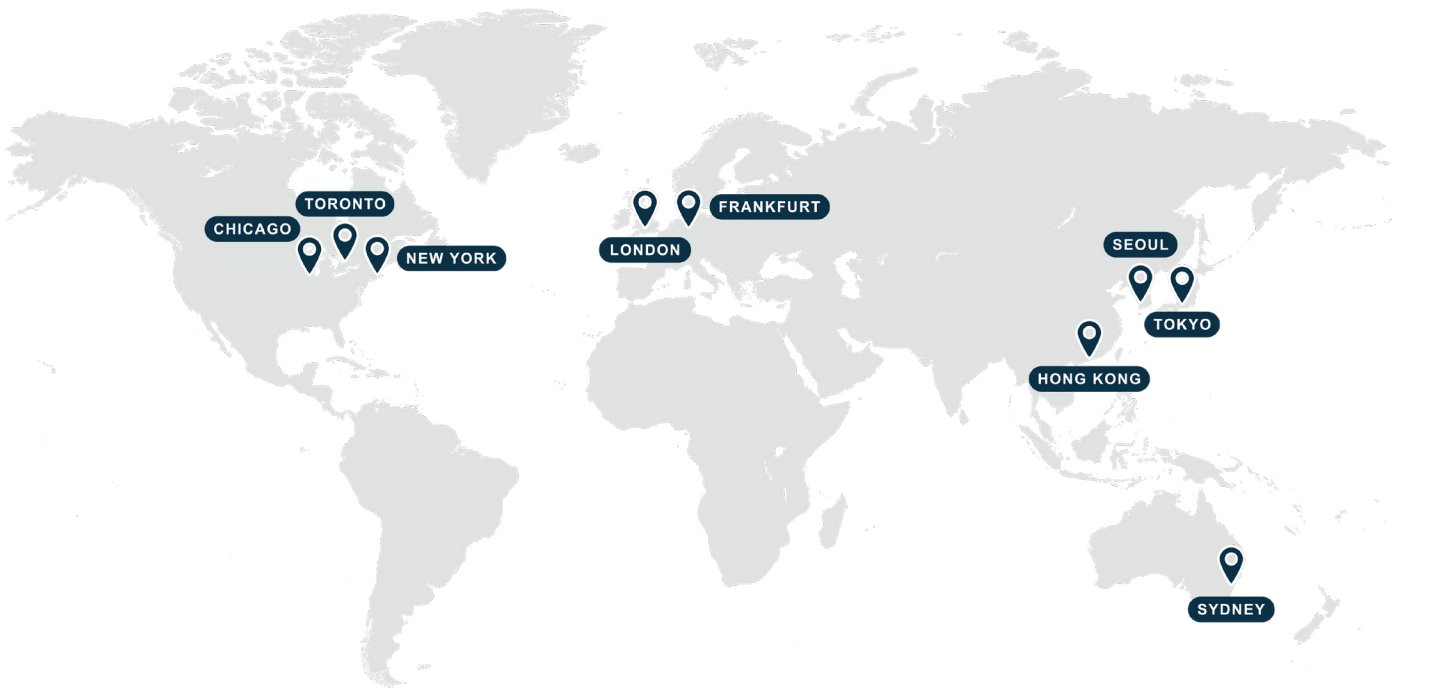 TORONTO
CHICAGO
NEW YORK
FRANKFURT
LONDON
SEOUL
TOKYO
HONG KONG
SYDNEY